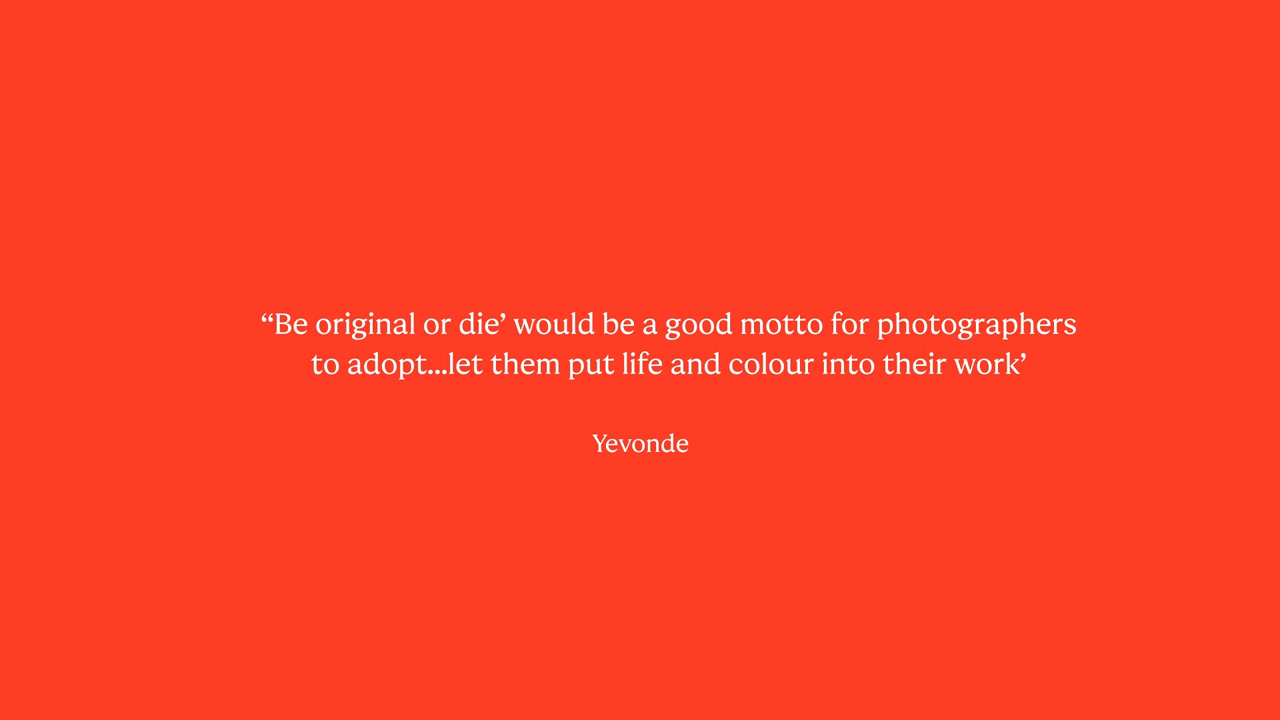 “Be original or die’ would be a good motto for photographers
to adopt...let them put life and colour into their work’
Yevonde